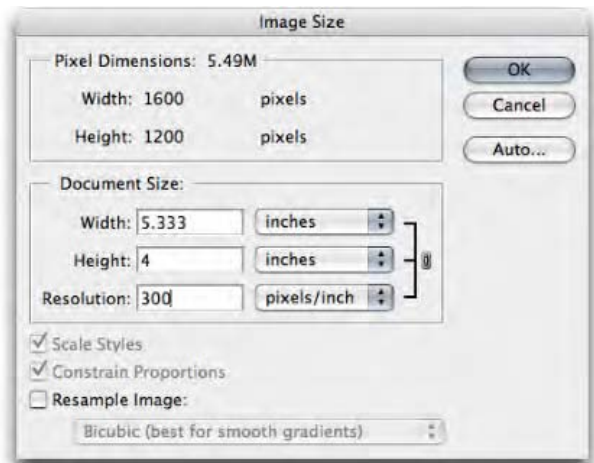 Image Size
Pixel Dimensions: 5.49M
Width: 1600 pixels
Height: 1200 pixels
OK
Cancel
Auto...
Document Size:
Width: 5.333 inches
Height: 4 inches
Resolution: 300 pixels/inch
Scale Styles
Constrain Proportions
Resample Image:
Bicubic (best for smooth gradients)